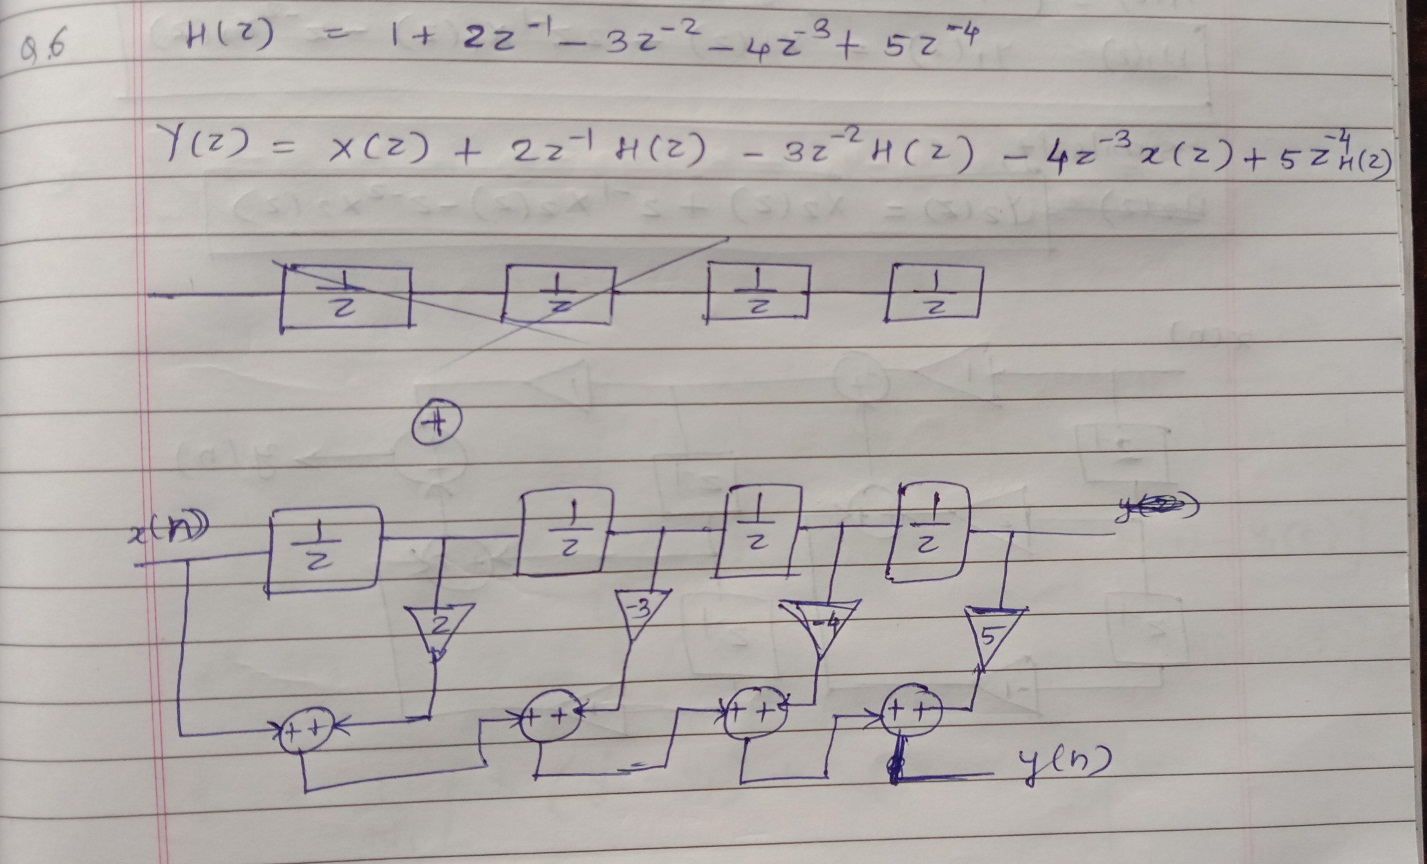 Q.6 H(z) = 1 + 2z⁻¹ - 3z⁻² - 4z⁻³ + 5z⁻⁴
Y(z) = X(z) + 2z⁻¹ H(z) - 3z⁻² H(z) - 4z⁻³ x(z) + 5z⁻⁴ H(z)
1/z 1/z 1/z 1/z
+
x(n) 1/z 1/z 1/z 1/z
2 -3 -4 5
+ + + + + + + +
y(n)